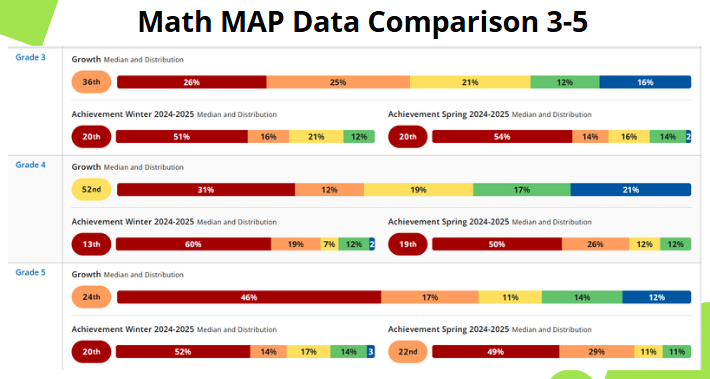 Math MAP Data Comparison 3-5
Grade 3
Growth Median and Distribution
36th 26% 25% 21% 12% 16%
Achievement Winter 2024-2025 Median and Distribution
20th 51% 16% 21% 12%
Achievement Spring 2024-2025 Median and Distribution
20th 54% 14% 16% 14% 2
Grade 4
Growth Median and Distribution
52nd 31% 12% 19% 17% 21%
Achievement Winter 2024-2025 Median and Distribution
13th 60% 19% 7% 12% 2
Achievement Spring 2024-2025 Median and Distribution
19th 50% 26% 12% 12%
Grade 5
Growth Median and Distribution
24th 46% 17% 11% 14% 12%
Achievement Winter 2024-2025 Median and Distribution
20th 52% 14% 17% 14% 3
Achievement Spring 2024-2025 Median and Distribution
22nd 49% 29% 11% 11%